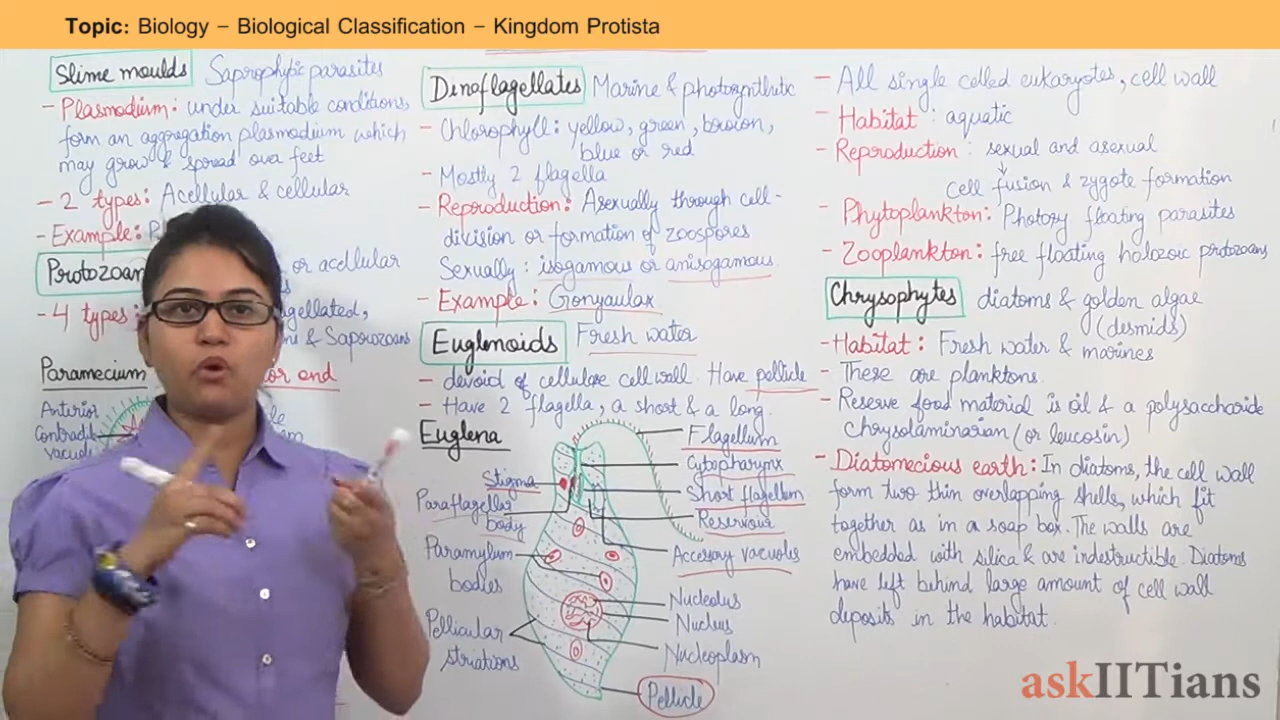 Topic: Biology – Biological Classification – Kingdom Protista
Slime moulds Saprophytic parasites
- Plasmodium: under suitable conditions,
form an aggregation plasmodium which
may grow & spread over feet
- 2 types: Acellular & cellular
- Example:
Protozoan or acellular
- 4 types: flagellated,
& Saporozoans
Paramecium or end
Anterior
Contractile
vacuole
Dinoflagellates Marine & photosynthetic
- Chlorophyll: yellow, green, brown,
blue or red
- Mostly 2 flagella
- Reproduction: Asexually through cell-
division or formation of zoospores
Sexually: isogamous or anisogamous.
- Example: Gonyaulax.
Euglenoids Fresh water
- devoid of cellulare cell wall. Have pellicle
- Have 2 flagella, a short & a long.
Euglena
Flagellum
Cytopharynx
Stigma
Short flagellum
Paraflagellar
body
Reserviour
Paramylum
bodies
Accessory vacuoles
Nucleolus
Nucleus
Pellicular
striations
Nucleoplasm
Pellicle
- All single celled eukaryotes, cell wall
- Habitat: aquatic
- Reproduction: sexual and asexual
cell fusion & zygote formation
- Phytoplankton: Photosy floating parasites
- Zooplankton: free floating holozoic protozoans
Chrysophytes diatoms & golden algae
(desmids)
- Habitat: Fresh water & marines
- These are planktons.
- Reserve food material is oil & a polysaccharide
Chrysolaminarian (or leucosin)
- Diatomecious earth: In diatoms, the cell wall
form two thin overlapping shells, which fit
together as in a soap box. The walls are
embedded with silica & are indestructible. Diatoms
have left behind large amount of cell wall
deposits in the habitat.
askIITians